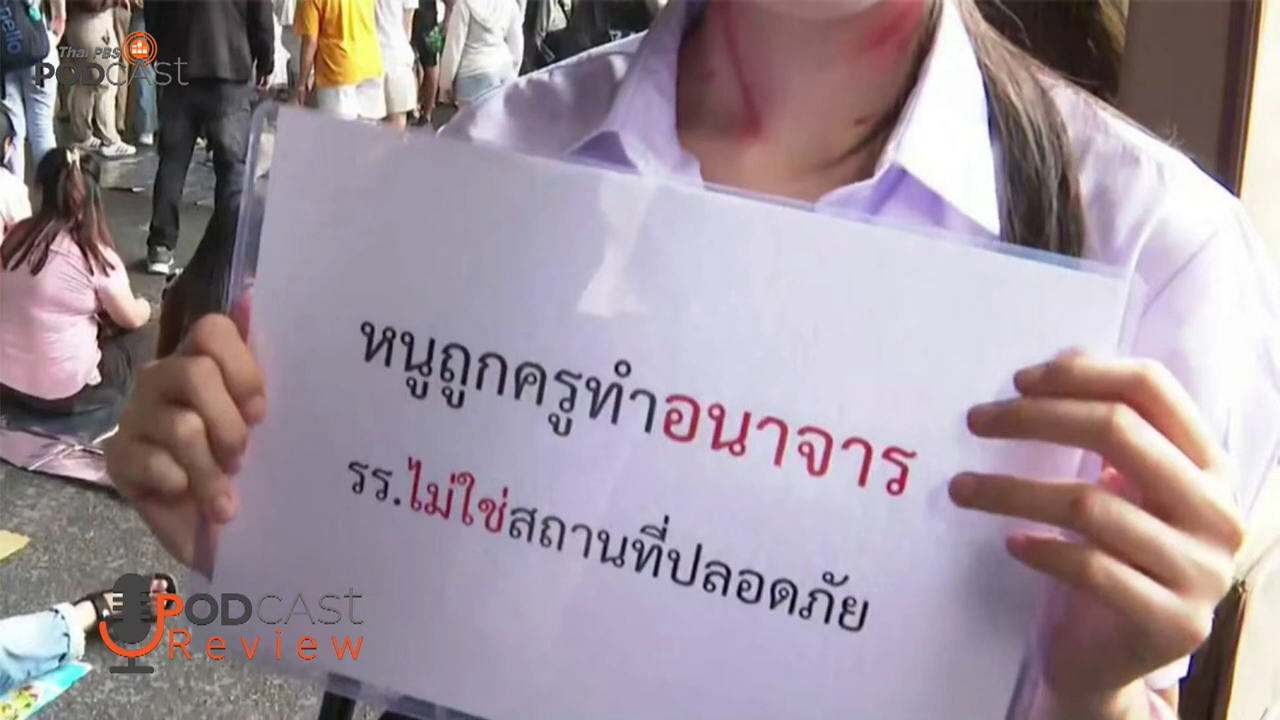 Thai PBS
PODCAST
หนูถูกครูทำอนาจาร
รร.ไม่ใช่สถานที่ปลอดภัย
PODCAST
Review